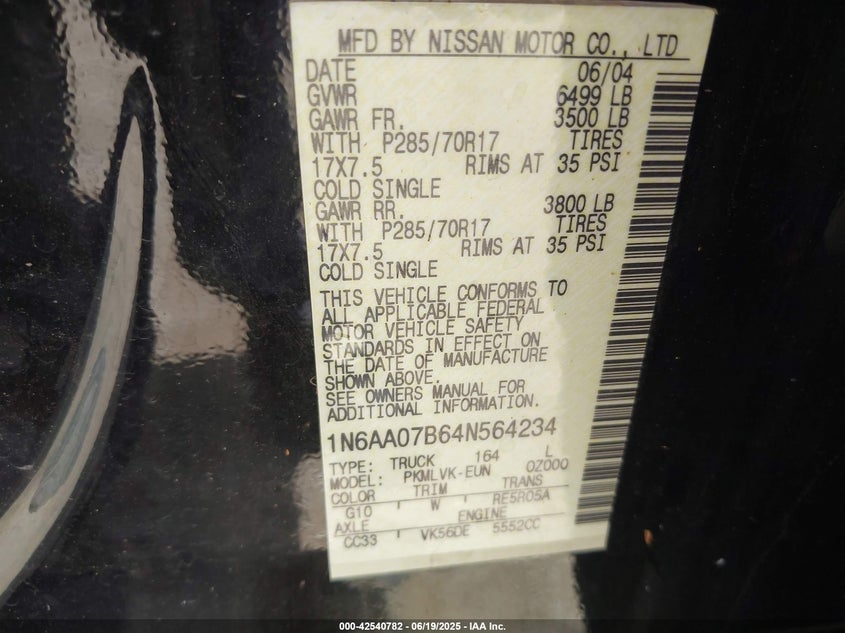 MFD BY NISSAN MOTOR CO., LTD
DATE 06/04
GVWR 6499 LB
GAWR FR. 3500 LB
WITH P285/70R17 TIRES
17X7.5 RIMS AT 35 PSI
COLD SINGLE
GAWR RR. 3800 LB
WITH P285/70R17 TIRES
17X7.5 RIMS AT 35 PSI
COLD SINGLE
THIS VEHICLE CONFORMS TO
ALL APPLICABLE FEDERAL
MOTOR VEHICLE SAFETY
STANDARDS IN EFFECT ON
THE DATE OF MANUFACTURE
SHOWN ABOVE.
SEE OWNERS MANUAL FOR
ADDITIONAL INFORMATION.
1N6AA07B64N564234
TYPE: TRUCK 164 L
MODEL: PKMLVK-EUN 0Z000
COLOR TRIM TRANS
G10 W RE5R05A
AXLE ENGINE
CC33 VK56DE 5552CC
000-42540782 - 06/19/2025 - IAA Inc.